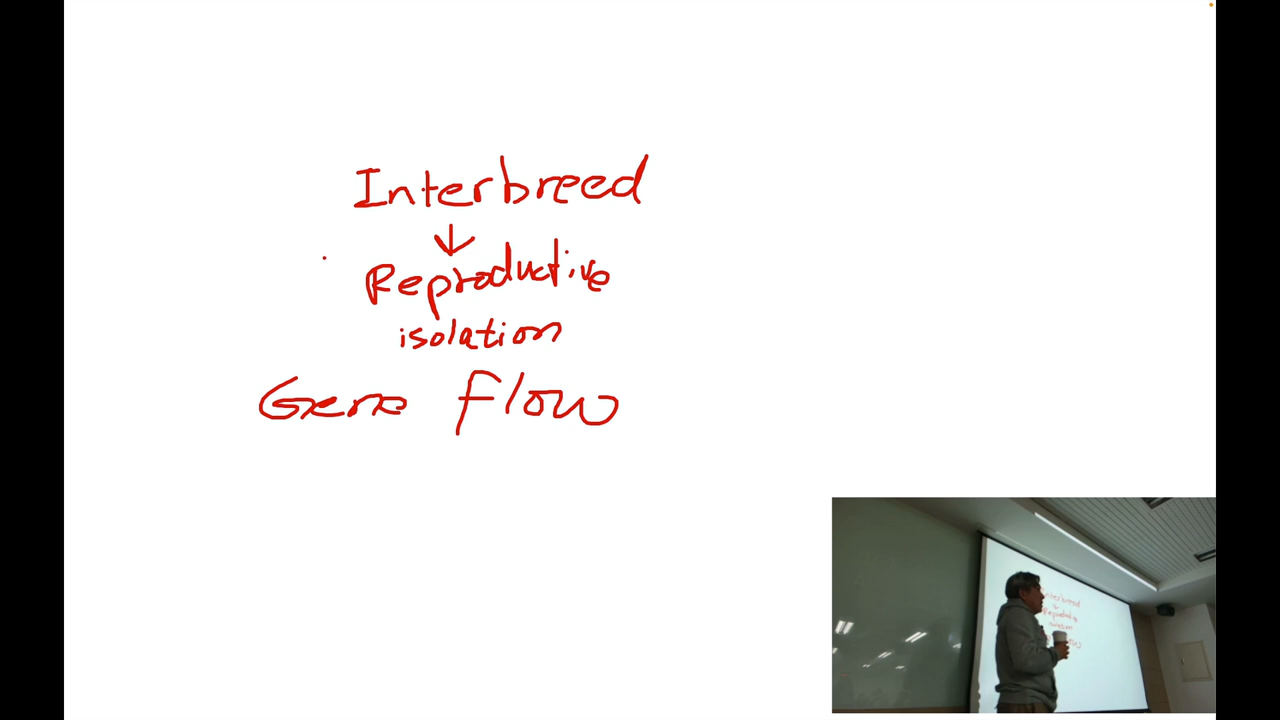 Interbreed
↓
Reproductive
isolation
Gene flow